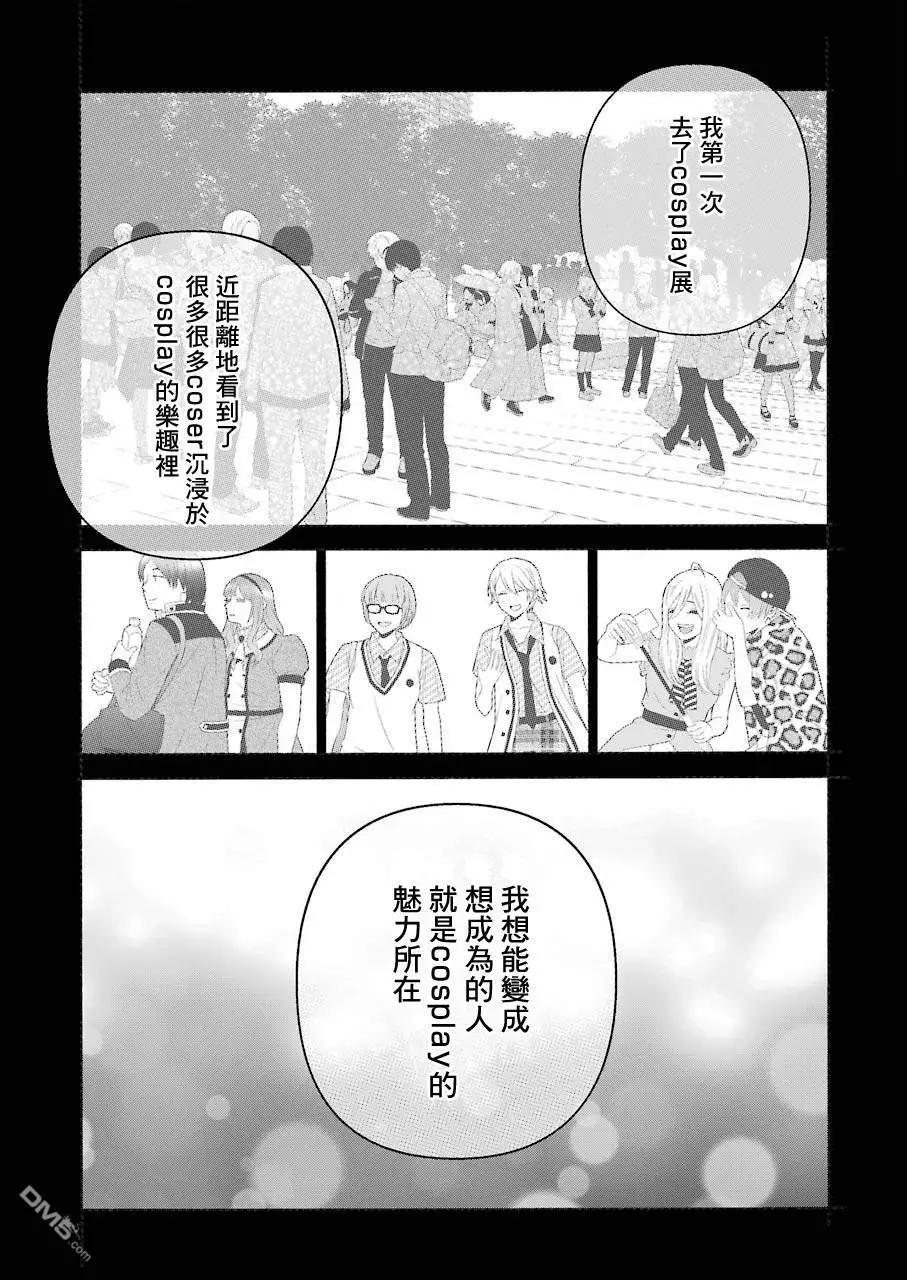 我第一次
去了cosplay展
近距離地看到了
很多很多coser沉浸於
cosplay的樂趣裡
我想能變成
想成為的人
就是cosplay的
魅力所在
DM5.com